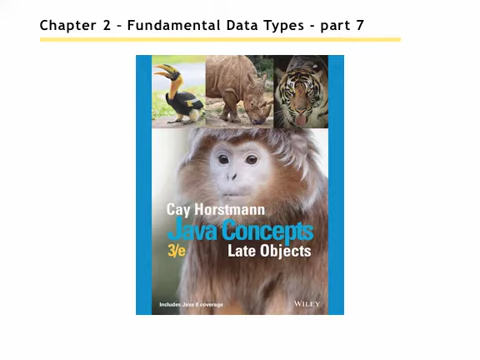 Chapter 2 – Fundamental Data Types - part 7
Cay Horstmann
Java Concepts
3/e Late Objects
Includes Java 8 coverage
WILEY